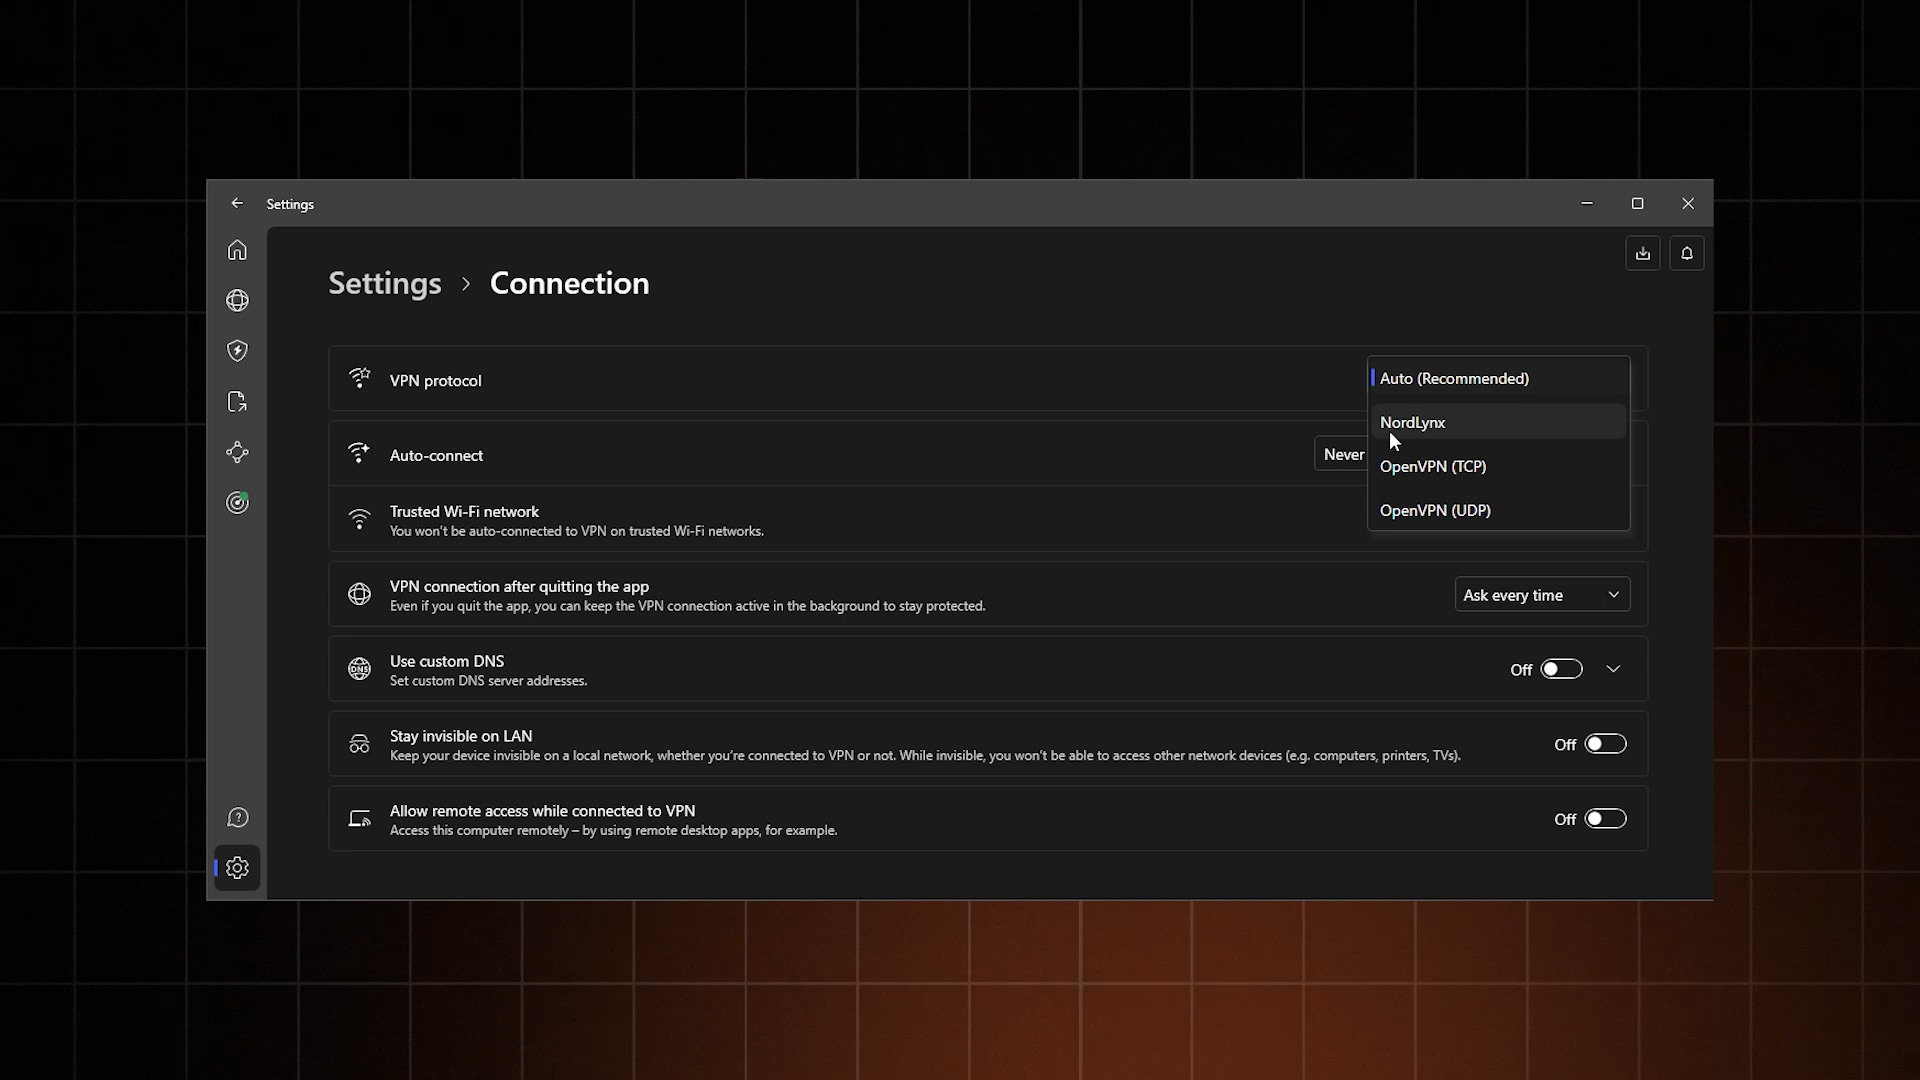 Settings
Settings > Connection
VPN protocol
Auto (Recommended)
NordLynx
OpenVPN (TCP)
OpenVPN (UDP)
Auto-connect
Never
Trusted Wi-Fi network
You won't be auto-connected to VPN on trusted Wi-Fi networks.
VPN connection after quitting the app
Even if you quit the app, you can keep the VPN connection active in the background to stay protected.
Ask every time
Use custom DNS
Set custom DNS server addresses.
Off
DNS
Stay invisible on LAN
Keep your device invisible on a local network, whether you're connected to VPN or not. While invisible, you won't be able to access other network devices (e.g. computers, printers, TVs).
Off
Allow remote access while connected to VPN
Access this computer remotely – by using remote desktop apps, for example.
Off